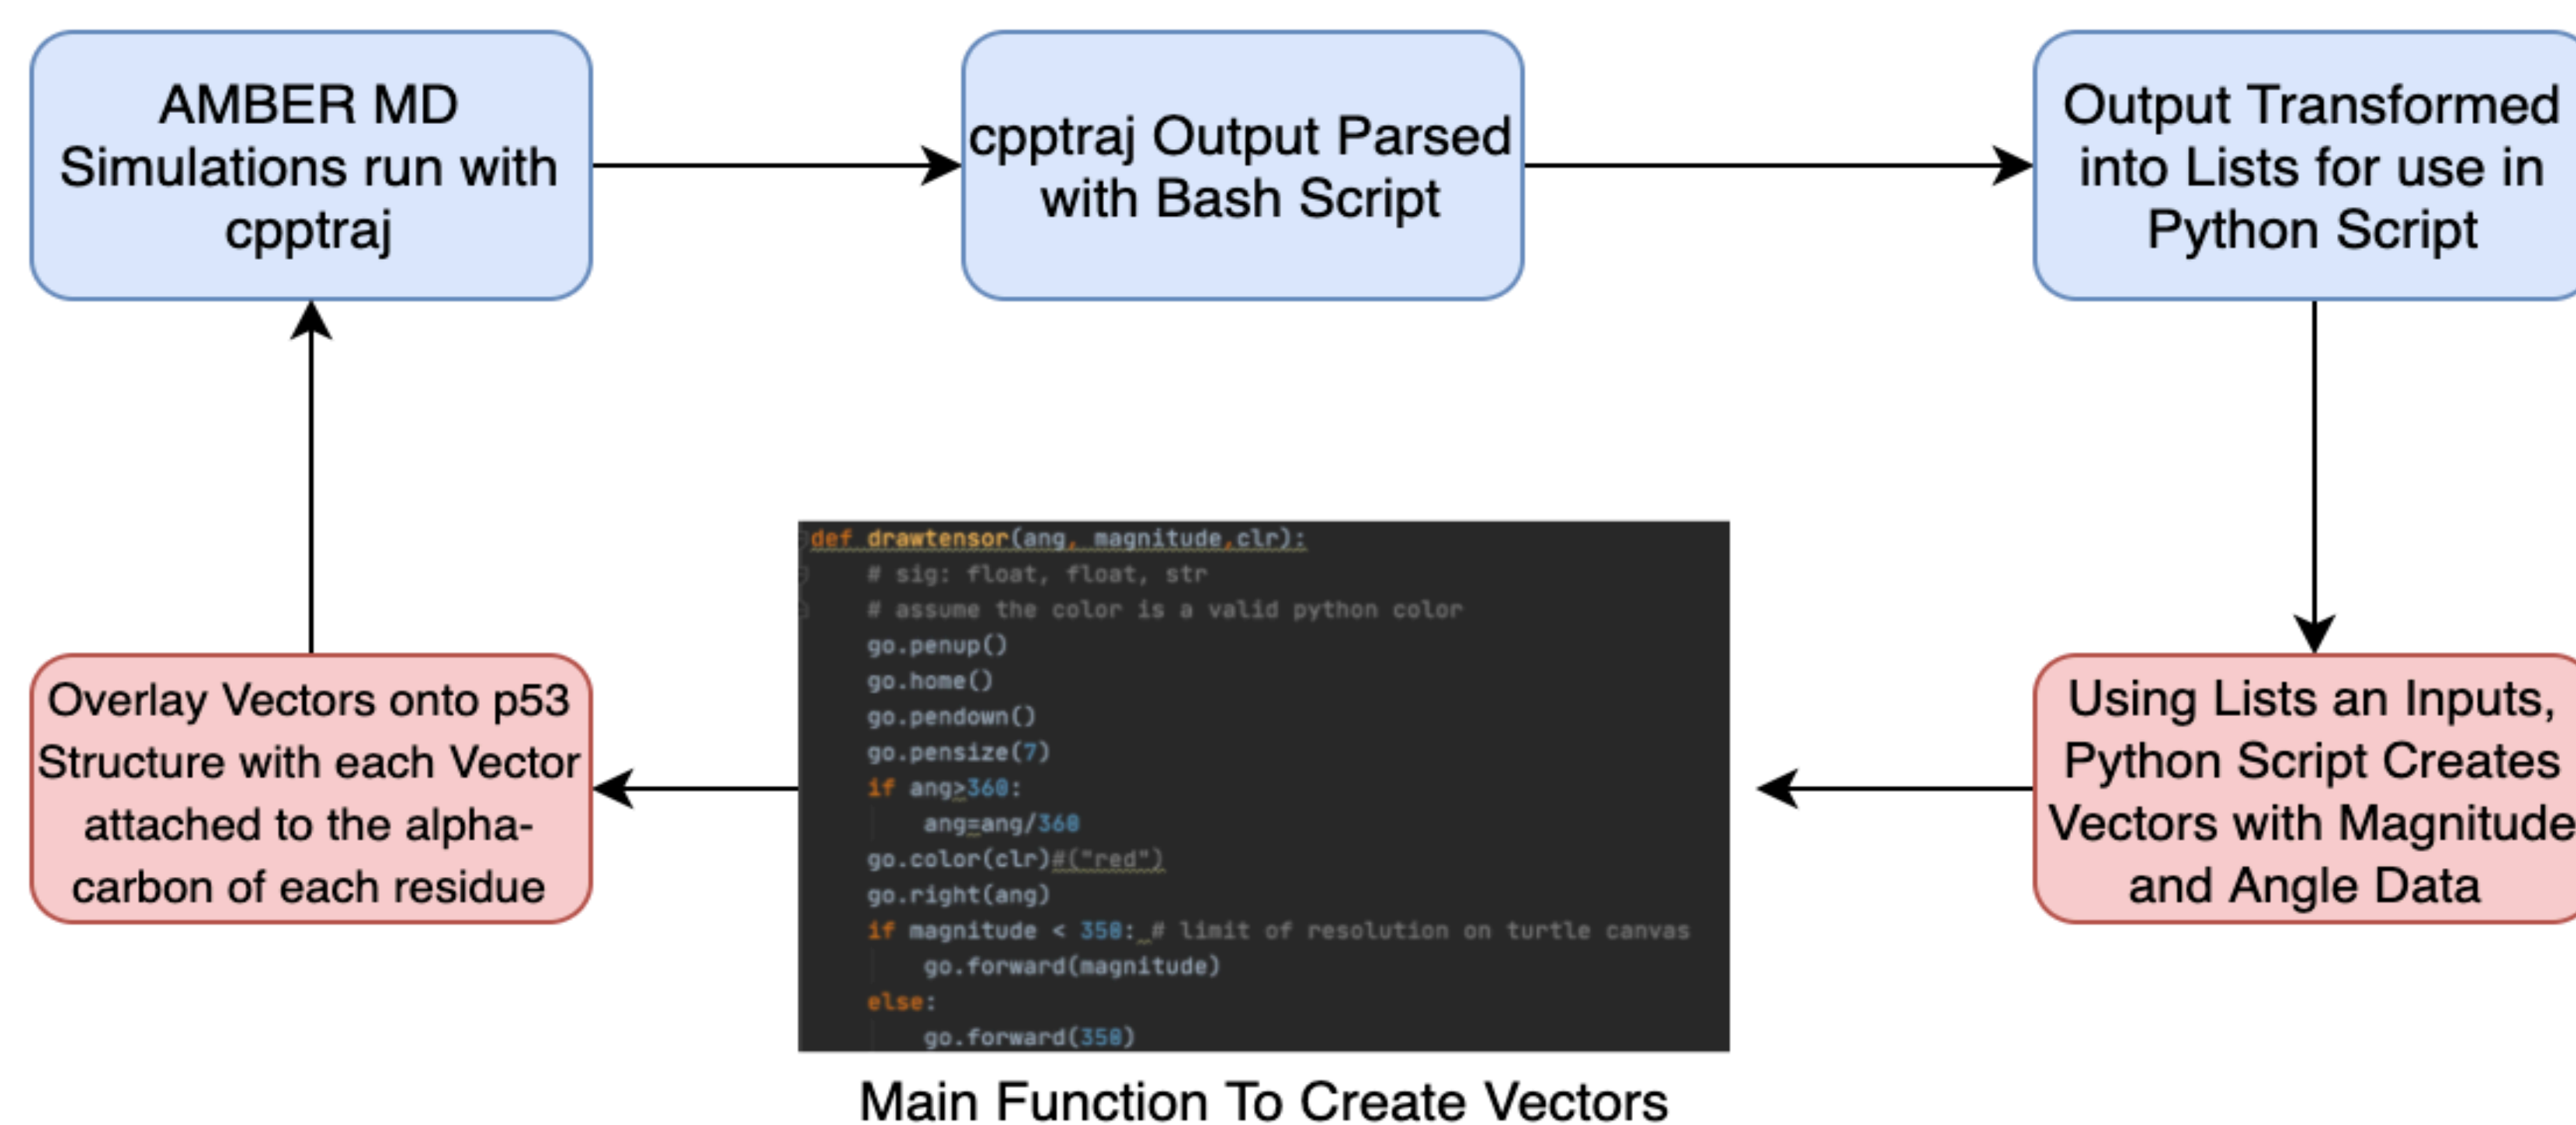 AMBER MD
Simulations run with
cpptraj
cpptraj Output Parsed
with Bash Script
Output Transformed
into Lists for use in
Python Script
Using Lists an Inputs,
Python Script Creates
Vectors with Magnitude
and Angle Data
def drawtensor(ang, magnitude,clr):
# sig: float, float, str
# assume the color is a valid python color
go.penup()
go.home()
go.pendown()
go.pensize(7)
if ang>360:
ang=ang/360
go.color(clr)#("red")
go.right(ang)
if magnitude < 350: # limit of resolution on turtle canvas
go.forward(magnitude)
else:
go.forward(350)
Main Function To Create Vectors
Overlay Vectors onto p53
Structure with each Vector
attached to the alpha-
carbon of each residue